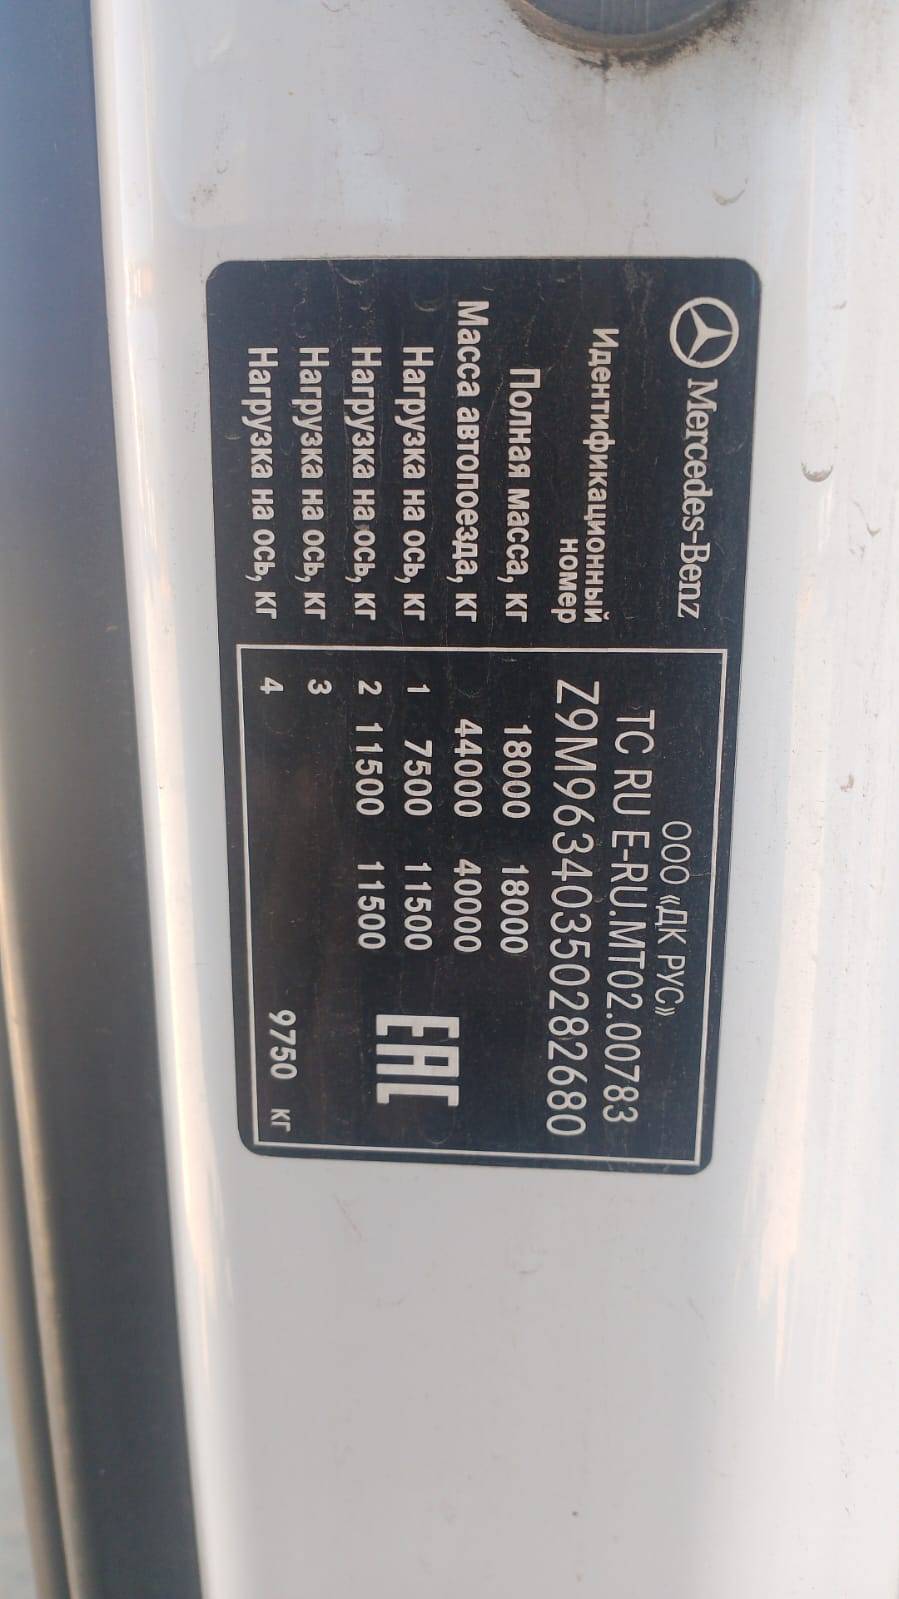 Mercedes-Benz
ООО «ДК РУС»
ТС RU E-RU.MT02.00783
Идентификационный номер Z9M96340350282680
Полная масса, кг 18000 18000
Масса автопоезда, кг 44000 40000
Нагрузка на ось, кг 1 7500 11500
Нагрузка на ось, кг 2 11500 11500
Нагрузка на ось, кг 3
Нагрузка на ось, кг 4 9750 кг
EAC